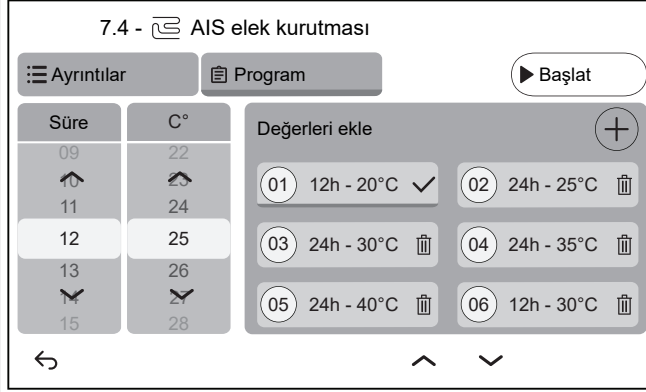 7.4 - AIS elek kurutması
Ayrıntılar
Program
Başlat
Süre
C°
09
22
10
23
11
24
12
25
13
26
14
27
15
28
Değerleri ekle
01 12h - 20°C
02 24h - 25°C
03 24h - 30°C
04 24h - 35°C
05 24h - 40°C
06 12h - 30°C